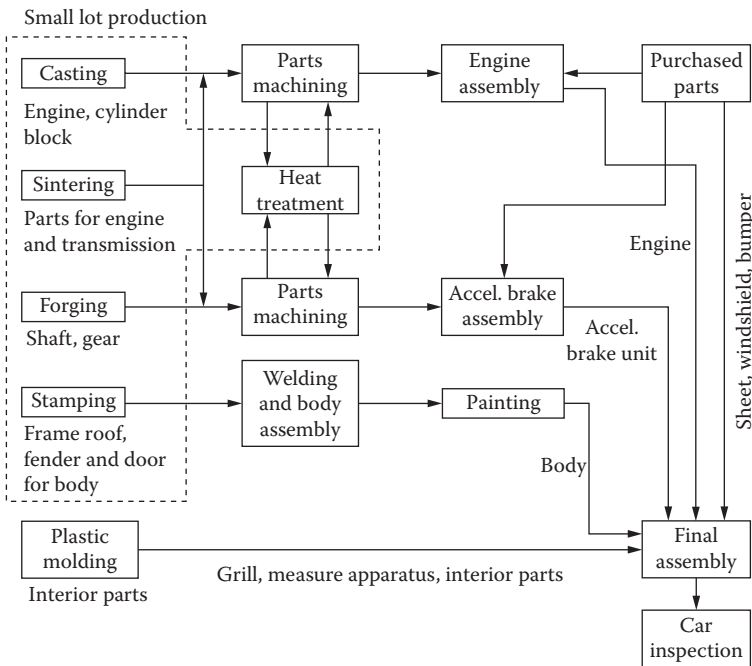 Small lot production
Casting
Engine, cylinder
block
Sintering
Parts for engine
and transmission
Forging
Shaft, gear
Stamping
Frame roof,
fender and door
for body
Plastic
molding
Interior parts
Parts
machining
Heat
treatment
Parts
machining
Welding
and body
assembly
Engine
assembly
Accel. brake
assembly
Painting
Purchased
parts
Engine
Accel.
brake unit
Body
Sheet, windshield, bumper
Grill, measure apparatus, interior parts
Final
assembly
Car
inspection